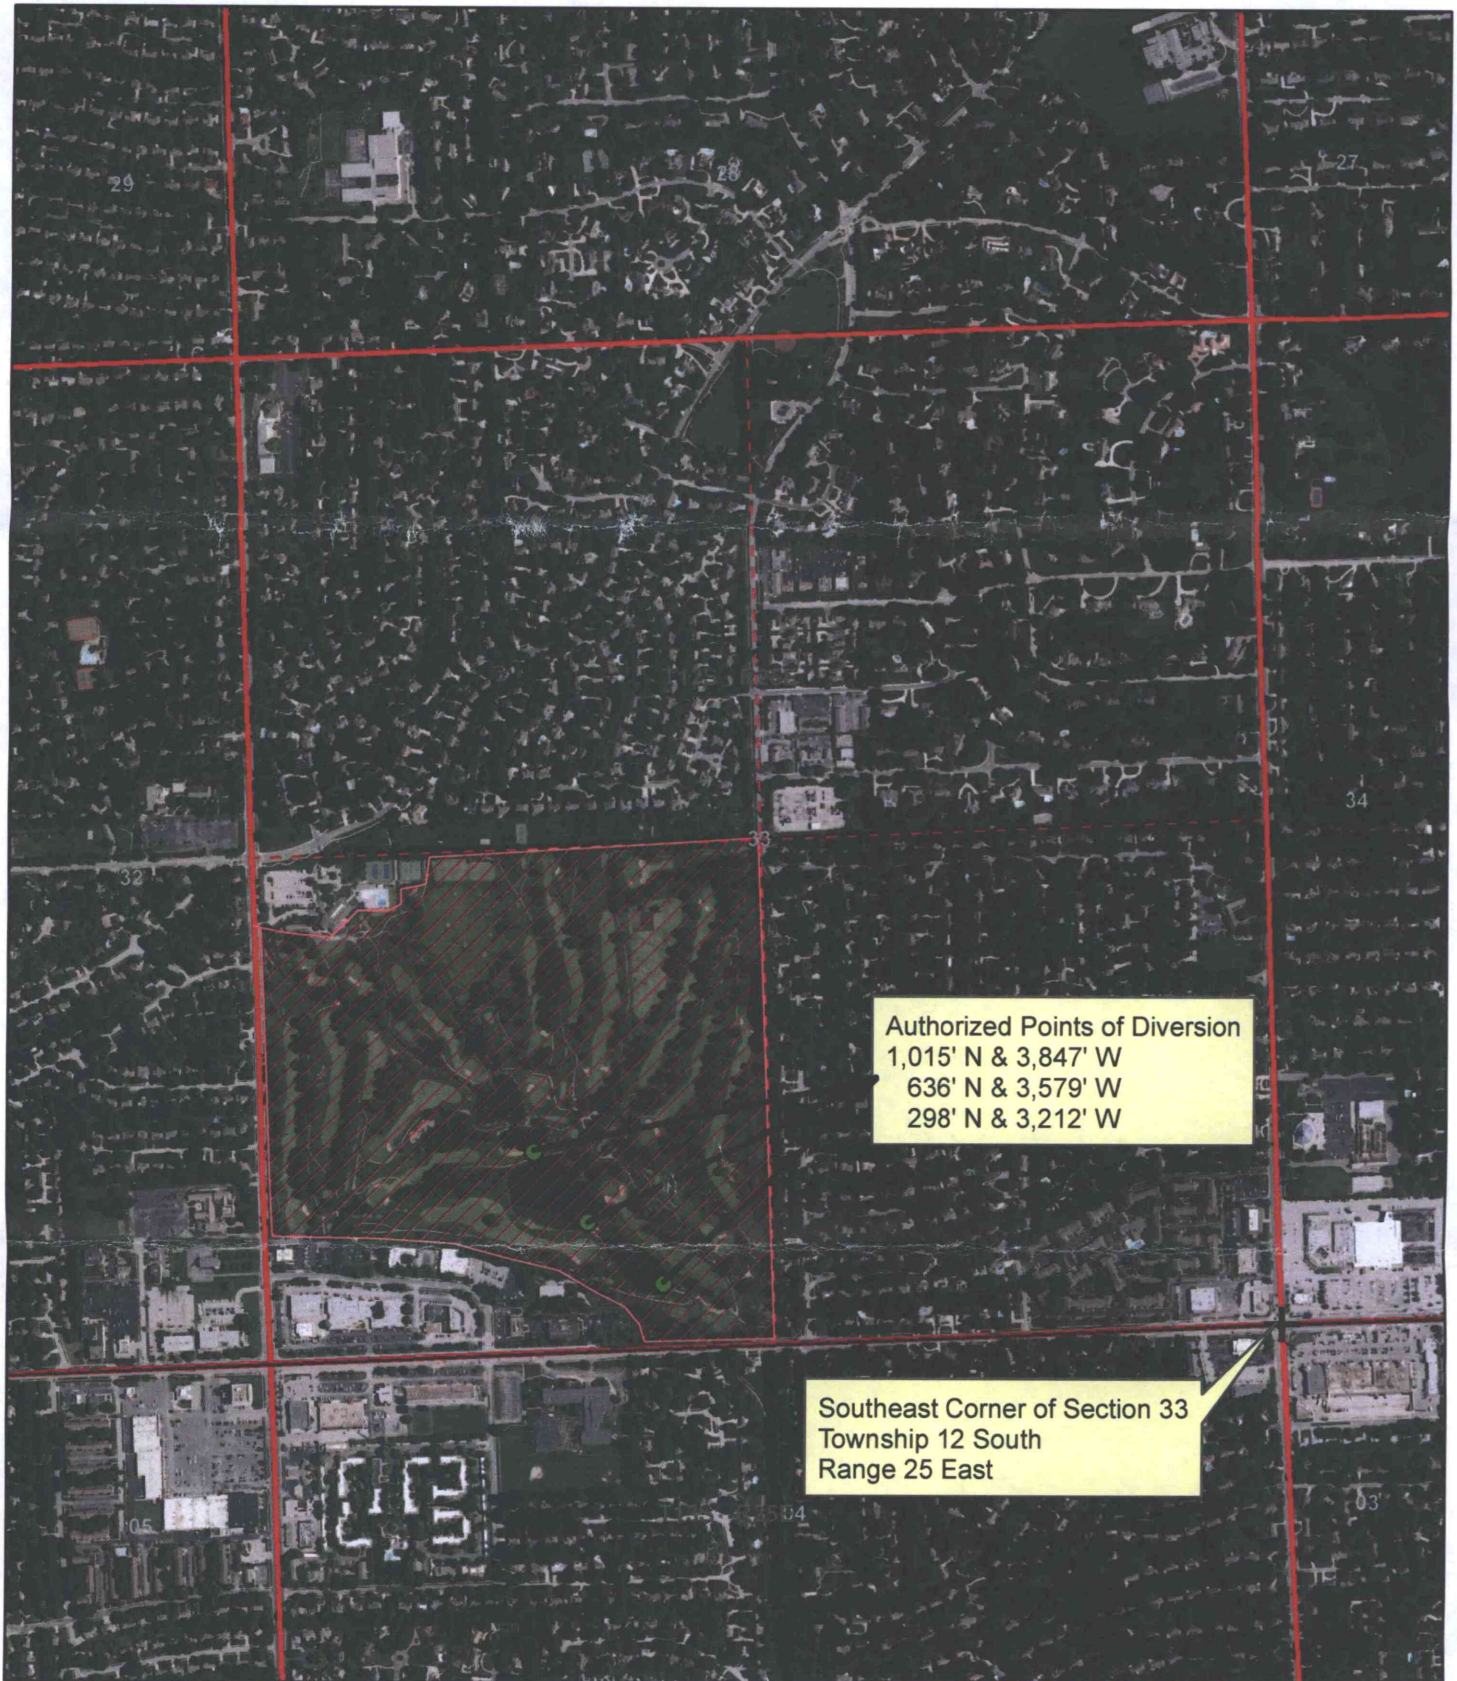 29
28
27
34
33
32
Authorized Points of Diversion
1,015' N & 3,847' W
636' N & 3,579' W
298' N & 3,212' W
Southeast Corner of Section 33
Township 12 South
Range 25 East
03
04
05